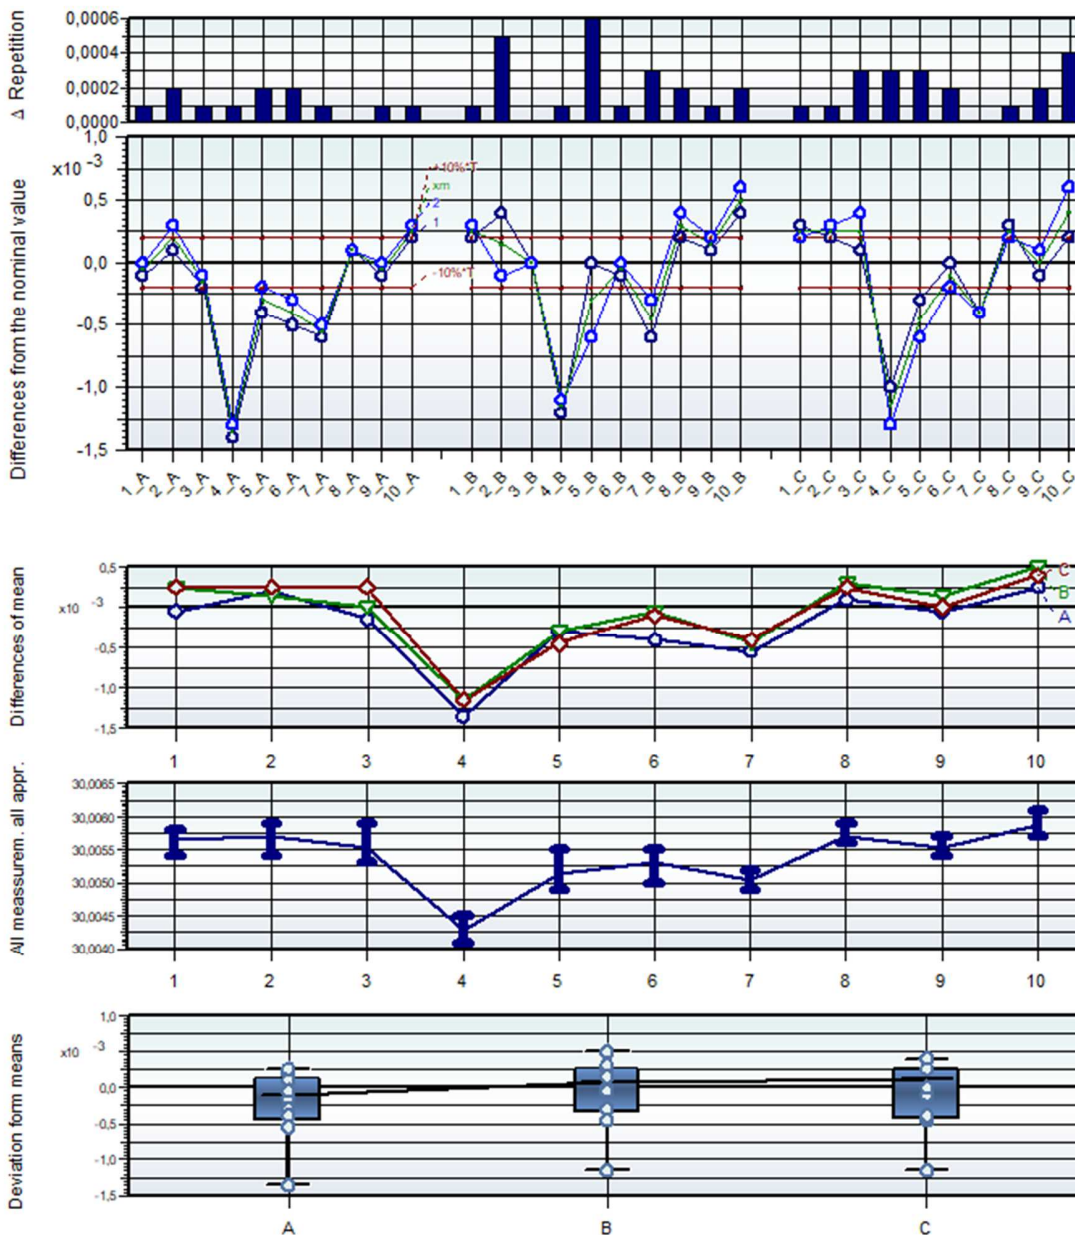 Δ Repetition
0,0006
0,0004
0,0002
0,0000
Differences from the nominal value
1,0
x10 -3
0,5
0,0
-0,5
-1,0
-1,5
+10%*T
xm
2
1
-10%*T
1_A 2_A 3_A 4_A 5_A 6_A 7_A 8_A 9_A 10_A 1_B 2_B 3_B 4_B 5_B 6_B 7_B 8_B 9_B 10_B 1_C 2_C 3_C 4_C 5_C 6_C 7_C 8_C 9_C 10_C
Differences of mean
0,5
x10 -3
-0,5
-1,0
-1,5
C
B
A
1 2 3 4 5 6 7 8 9 10
All meassurem. all appr.
30,0065
30,0060
30,0055
30,0050
30,0045
30,0040
1 2 3 4 5 6 7 8 9 10
Deviation form means
1,0
x10 -3
0,0
-0,5
-1,0
-1,5
A B C